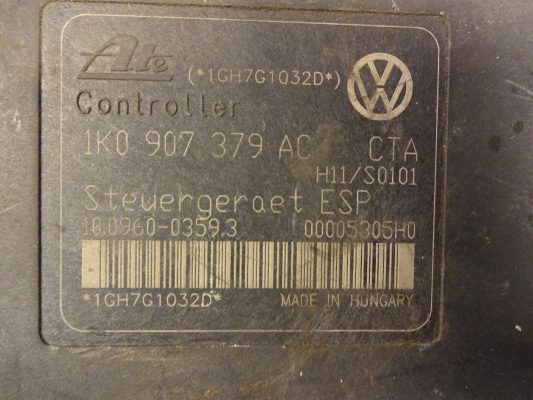 Ate (*1GH7G1032D*)
Controller
1K0 907 379 AC CTA
H11/S0101
Steuergeraet ESP
10.0960-0359.3 00005305H0
*1GH7G1032D* MADE IN HUNGARY